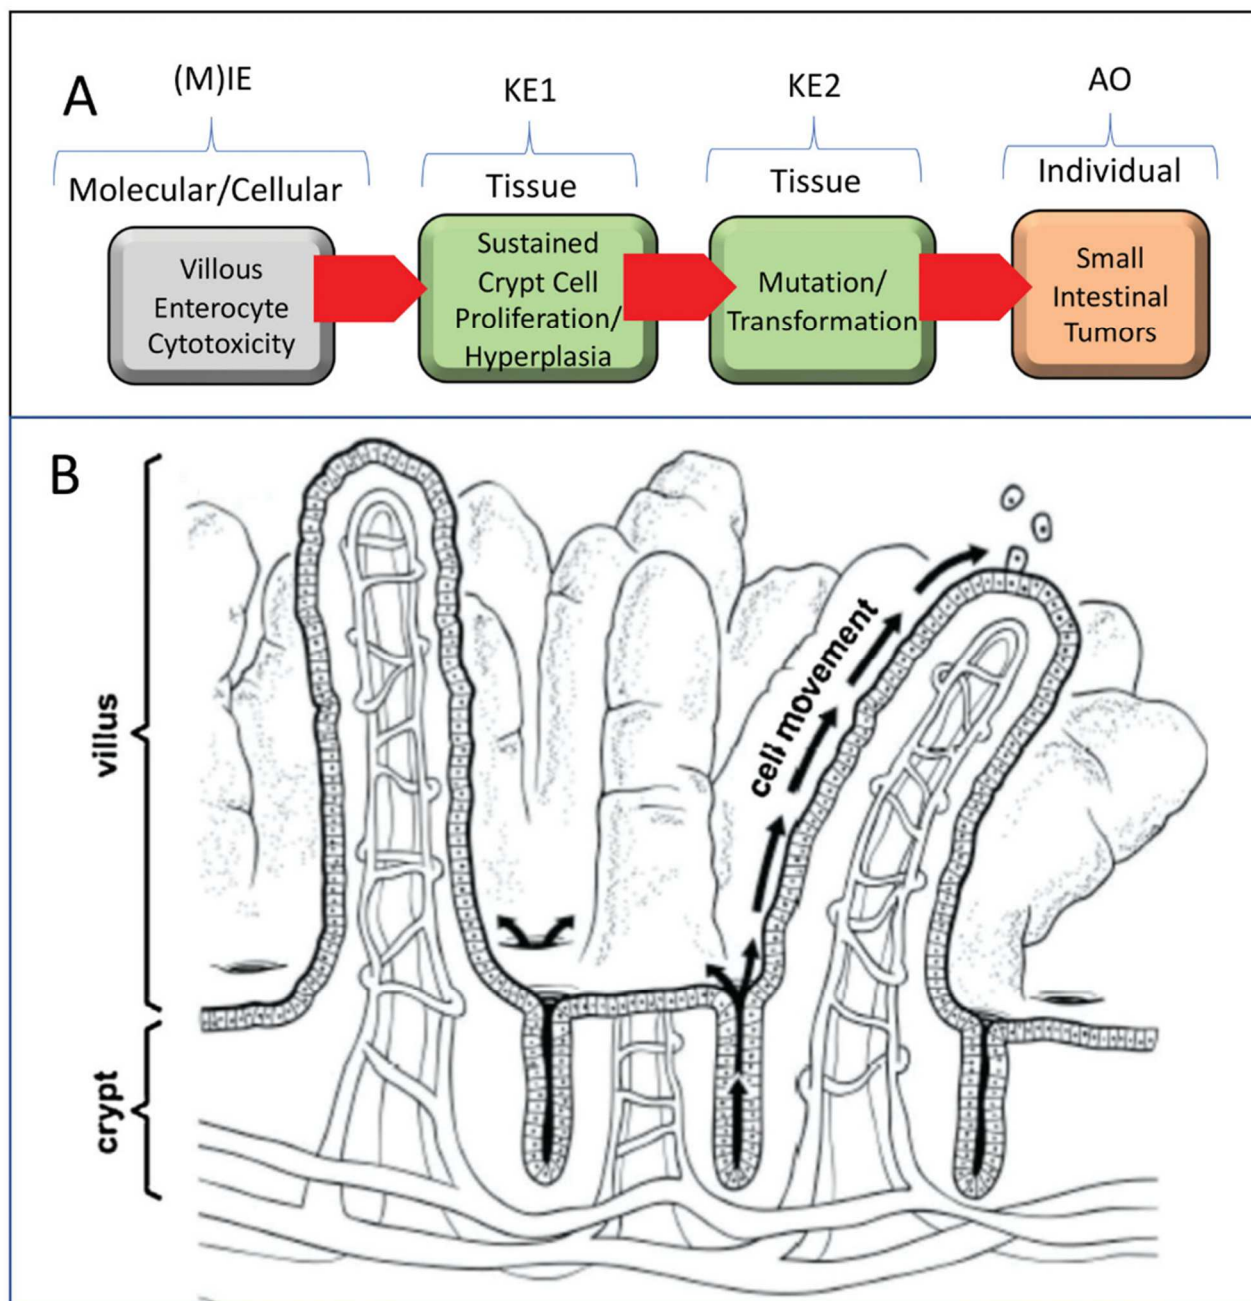 A
(M)IE
KE1
KE2
AO
Molecular/Cellular
Tissue
Tissue
Individual
Villous
Enterocyte
Cytotoxicity
Sustained
Crypt Cell
Proliferation/
Hyperplasia
Mutation/
Transformation
Small
Intestinal
Tumors
B
villus
crypt
cell movement